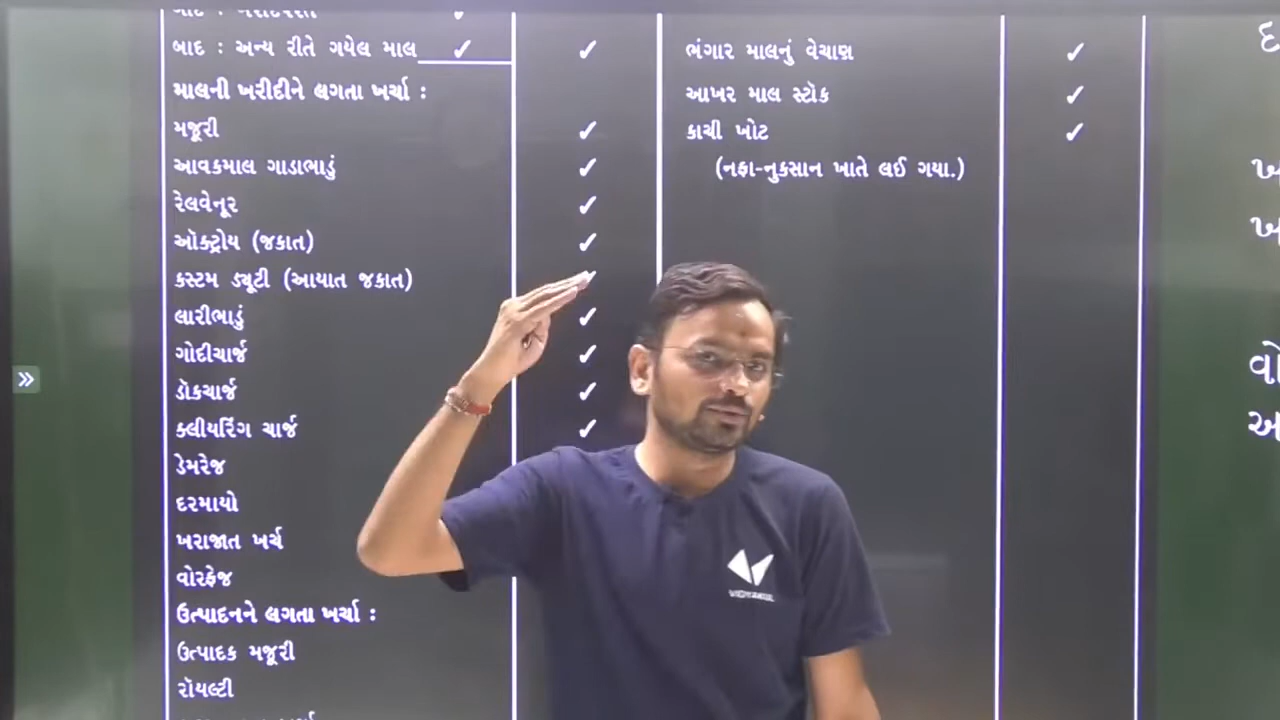 બાદ : અન્ય રીતે ગયેલ માલ ✓ ✓
માલની ખરીદીને લગતા ખર્ચા :
મજૂરી ✓
આવકમાલ ગાડાભાડું ✓
રેલવેનૂર ✓
ઑક્ટ્રોય (જકાત) ✓
કસ્ટમ ડ્યૂટી (આયાત જકાત)
લારીભાડું ✓
ગોદીચાર્જ ✓
ડૉકચાર્જ ✓
ક્લીયરિંગ ચાર્જ ✓
ડેમરેજ
દરમાયો
ખરાજાત ખર્ચ
વોરફેજ
ઉત્પાદનને લગતા ખર્ચા :
ઉત્પાદક મજૂરી
રૉયલ્ટી
ભંગાર માલનું વેચાણ ✓
આખર માલ સ્ટૉક ✓
કાચી ખોટ ✓
(નફા-નુકસાન ખાતે લઈ ગયા.)
VIDYAKUL